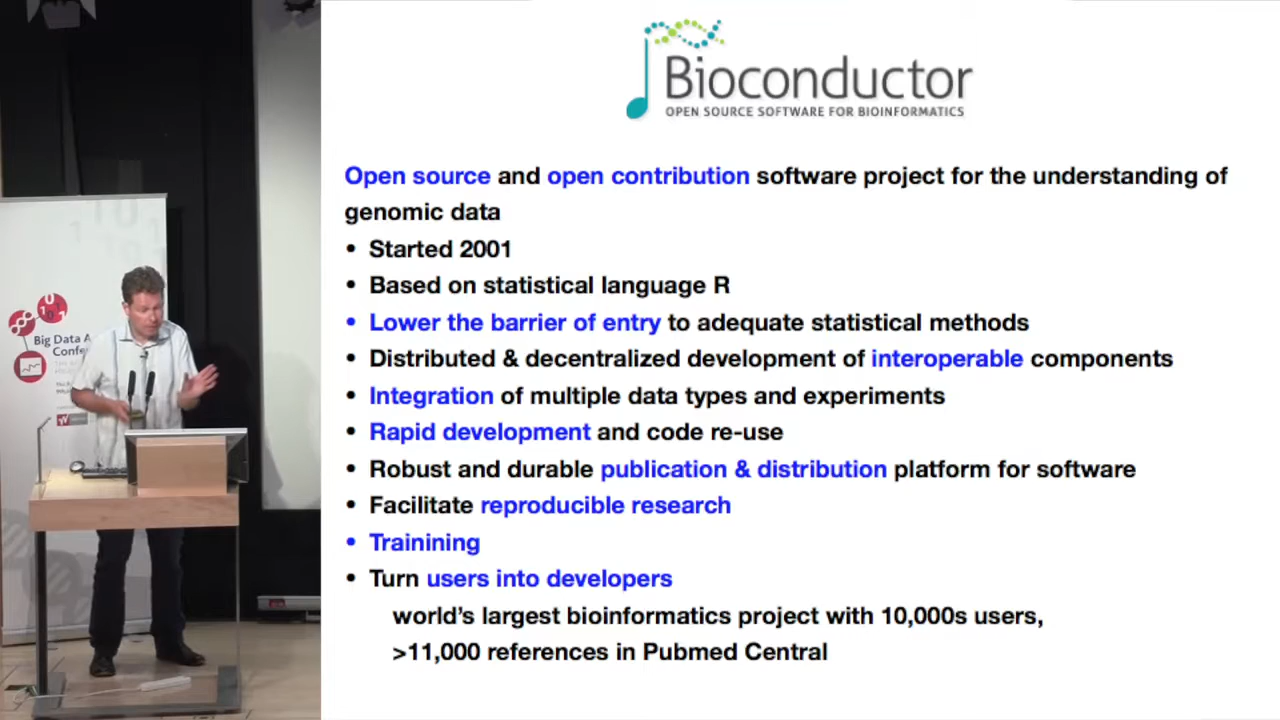 Bioconductor
OPEN SOURCE SOFTWARE FOR BIOINFORMATICS
Open source and open contribution software project for the understanding of
genomic data
• Started 2001
• Based on statistical language R
• Lower the barrier of entry to adequate statistical methods
• Distributed & decentralized development of interoperable components
• Integration of multiple data types and experiments
• Rapid development and code re-use
• Robust and durable publication & distribution platform for software
• Facilitate reproducible research
• Trainining
• Turn users into developers
world's largest bioinformatics project with 10,000s users,
>11,000 references in Pubmed Central
Big Data A
Confe